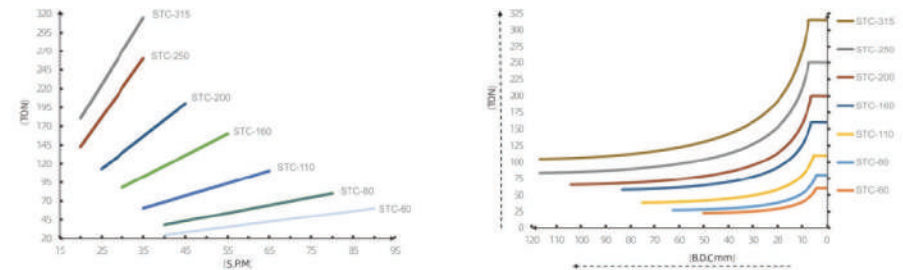 320
295
270
245
220
195
170
145
120
95
70
45
20
(TON)
15
25
35
45
55
65
75
85
95
(S.P.M)
STC-315
STC-250
STC-200
STC-160
STC-110
STC-80
STC-60
325
300
275
250
225
200
175
150
125
100
75
50
25
0
(TON)
120
110
100
90
80
70
60
50
40
30
20
10
0
(B.D.C.mm)
STC-315
STC-250
STC-200
STC-160
STC-110
STC-80
STC-60